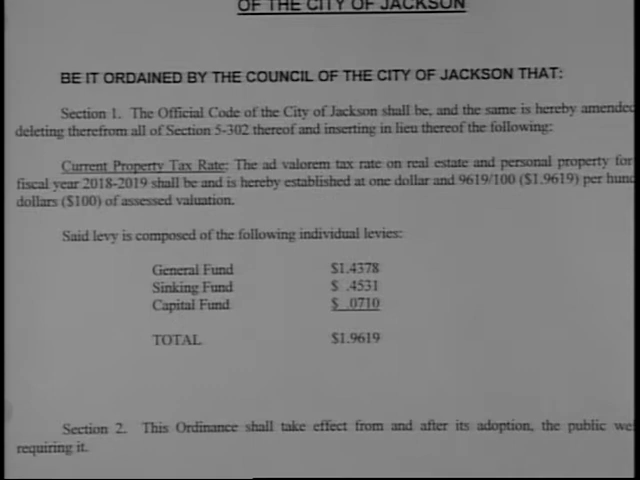 OF THE CITY OF JACKSON
BE IT ORDAINED BY THE COUNCIL OF THE CITY OF JACKSON THAT:
Section 1. The Official Code of the City of Jackson shall be, and the same is hereby amended
deleting therefrom all of Section 5-302 thereof and inserting in lieu thereof the following:
Current Property Tax Rate: The ad valorem tax rate on real estate and personal property for
fiscal year 2018-2019 shall be and is hereby established at one dollar and 9619/100 ($1.9619) per
dollars ($100) of assessed valuation.
Said levy is composed of the following individual levies:
General Fund $1.4378
Sinking Fund $ .4531
Capital Fund $ .0710
TOTAL $1.9619
Section 2. This Ordinance shall take effect from and after its adoption, the public
requiring it.